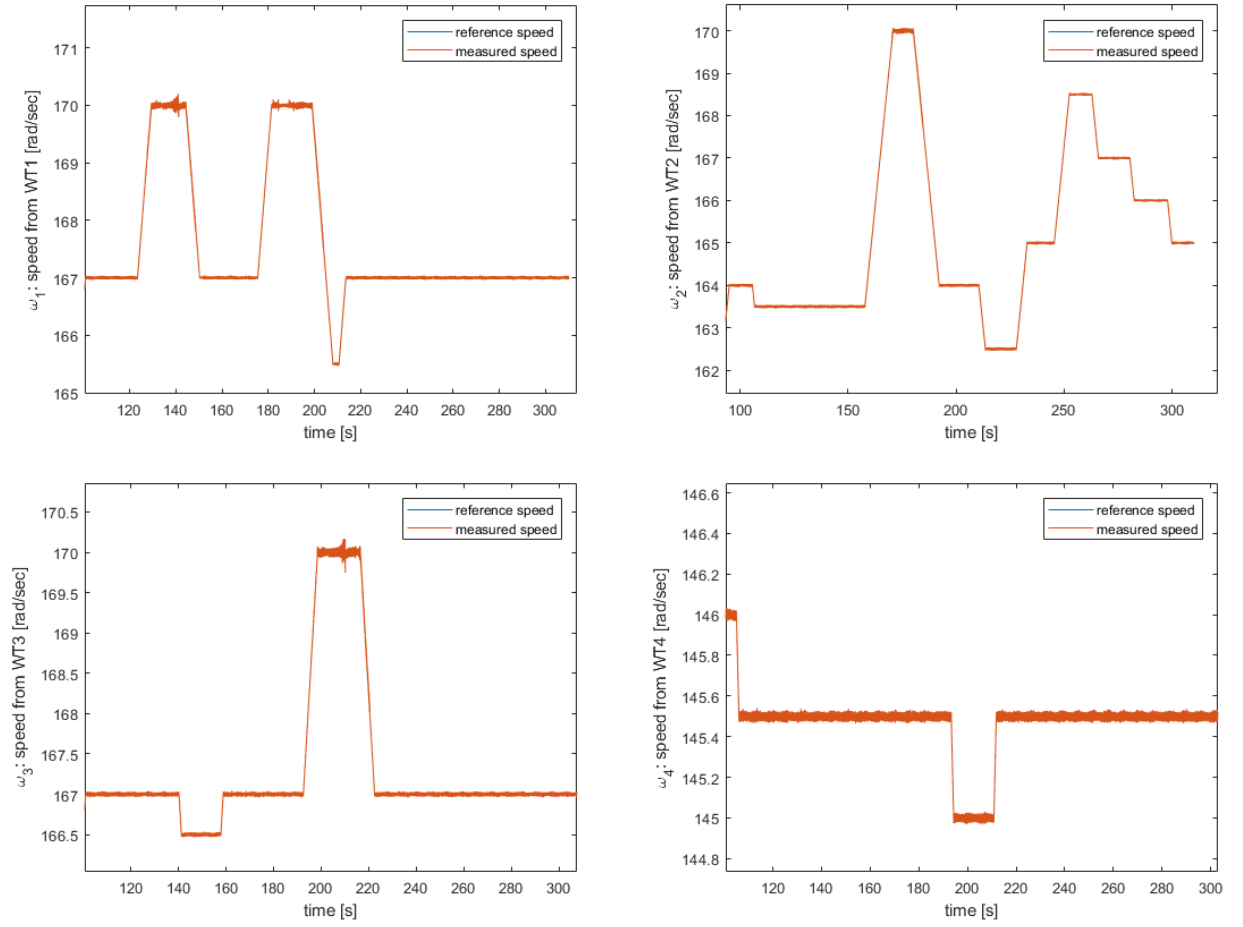 171
170
169
168
167
166
165
ω1: speed from WT1 [rad/sec]
reference speed
measured speed
120 140 160 180 200 220 240 260 280 300
time [s]
170
169
168
167
166
165
164
163
162
ω2: speed from WT2 [rad/sec]
reference speed
measured speed
100 150 200 250 300
time [s]
170.5
170
169.5
169
168.5
168
167.5
167
166.5
ω3: speed from WT3 [rad/sec]
reference speed
measured speed
120 140 160 180 200 220 240 260 280 300
time [s]
146.6
146.4
146.2
146
145.8
145.6
145.4
145.2
145
144.8
ω4: speed from WT4 [rad/sec]
reference speed
measured speed
120 140 160 180 200 220 240 260 280 300
time [s]